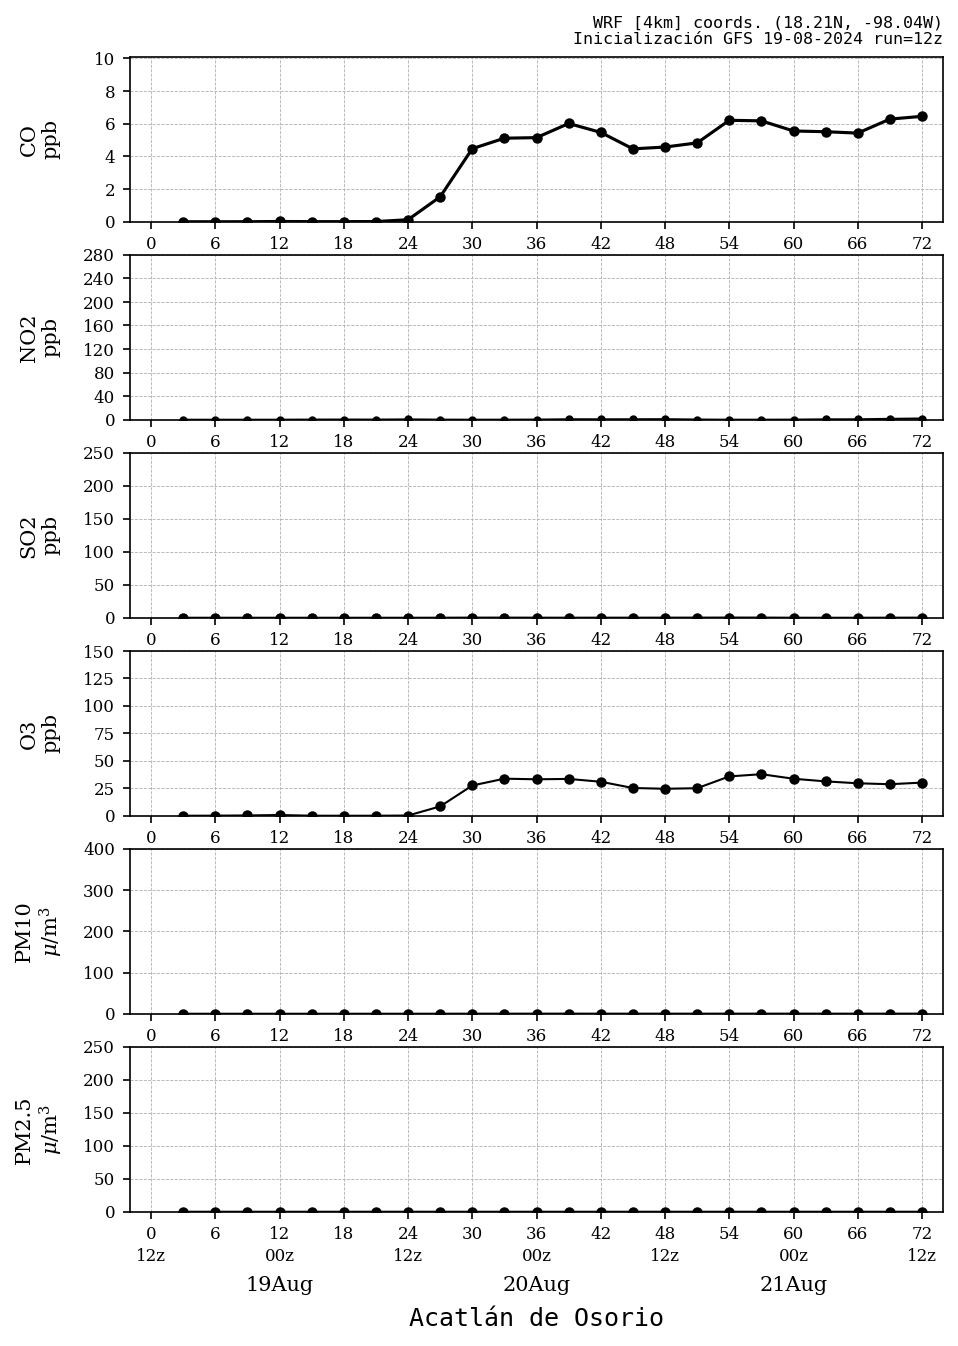 WRF [4km] coords. (18.21N, -98.04W)
Inicialización GFS 19-08-2024 run=12z
CO
ppb
10
8
6
4
2
0
0 6 12 18 24 30 36 42 48 54 60 66 72
NO2
ppb
280
240
200
160
120
80
40
0
0 6 12 18 24 30 36 42 48 54 60 66 72
SO2
ppb
250
200
150
100
50
0
0 6 12 18 24 30 36 42 48 54 60 66 72
O3
ppb
150
125
100
75
50
25
0
0 6 12 18 24 30 36 42 48 54 60 66 72
PM10
μ/m³
400
300
200
100
0
0 6 12 18 24 30 36 42 48 54 60 66 72
PM2.5
μ/m³
250
200
150
100
50
0
0 6 12 18 24 30 36 42 48 54 60 66 72
12z 00z 12z 00z 12z 00z 12z
19Aug 20Aug 21Aug
Acatlán de Osorio